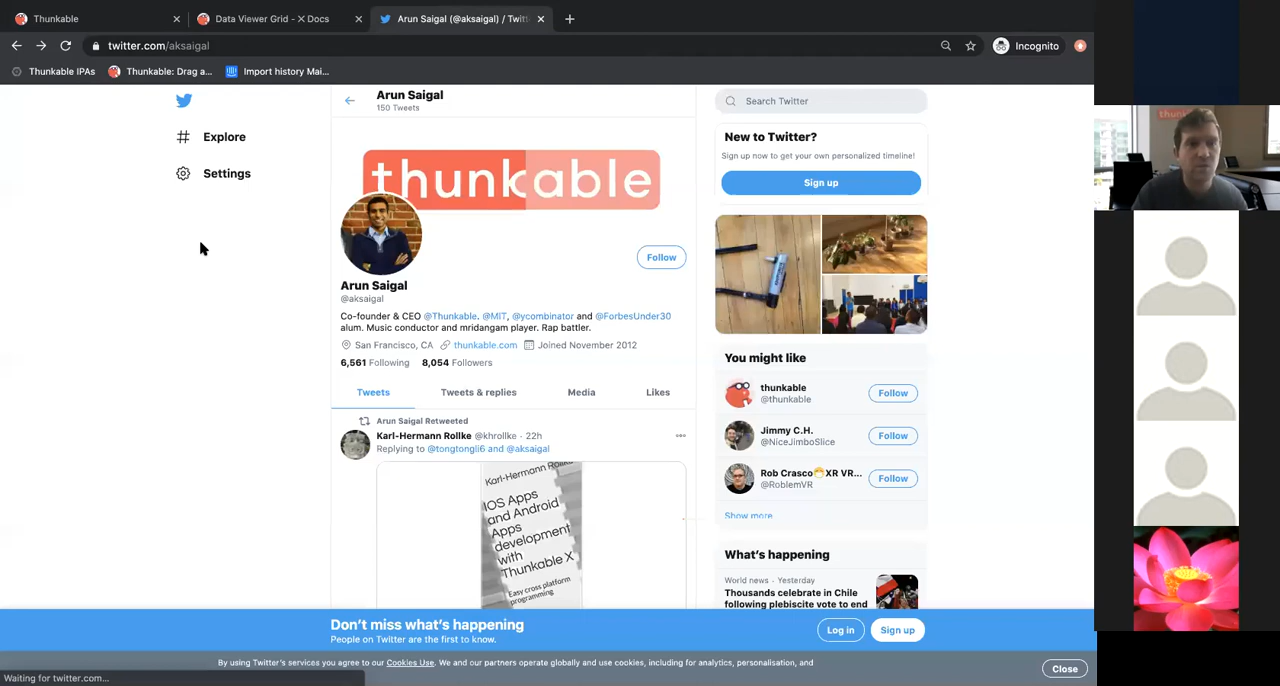 Thunkable
Data Viewer Grid - X Docs
Arun Saigal (@aksaigal) / Twitt
twitter.com/aksaigal
Incognito
Thunkable IPAs
Thunkable: Drag a...
Import history Mai...
Explore
Settings
Arun Saigal
150 Tweets
thunkable
Follow
Arun Saigal
@aksaigal
Co-founder & CEO @Thunkable. @MIT, @ycombinator and @ForbesUnder30
alum. Music conductor and mridangam player. Rap battler.
San Francisco, CA thunkable.com Joined November 2012
6,561 Following 8,054 Followers
Tweets Tweets & replies Media Likes
Arun Saigal Retweeted
Karl-Hermann Rollke @khrollke · 22h
Replying to @tongtongli6 and @aksaigal
Karl-Hermann Rollke
IOS Apps
and Android
Apps
development
with
Thunkable X
Easy cross platform
programming
Search Twitter
New to Twitter?
Sign up now to get your own personalized timeline!
Sign up
You might like
thunkable
@thunkable
Follow
Jimmy C.H.
@NiceJimboSlice
Follow
Rob Crasco😷XR VR...
@RoblemVR
Follow
Show more
What's happening
World news · Yesterday
Thousands celebrate in Chile
following plebiscite vote to end
Don't miss what's happening
People on Twitter are the first to know.
Log in
Sign up
By using Twitter's services you agree to our Cookies Use. We and our partners operate globally and use cookies, including for analytics, personalisation, and
Close
Waiting for twitter.com...